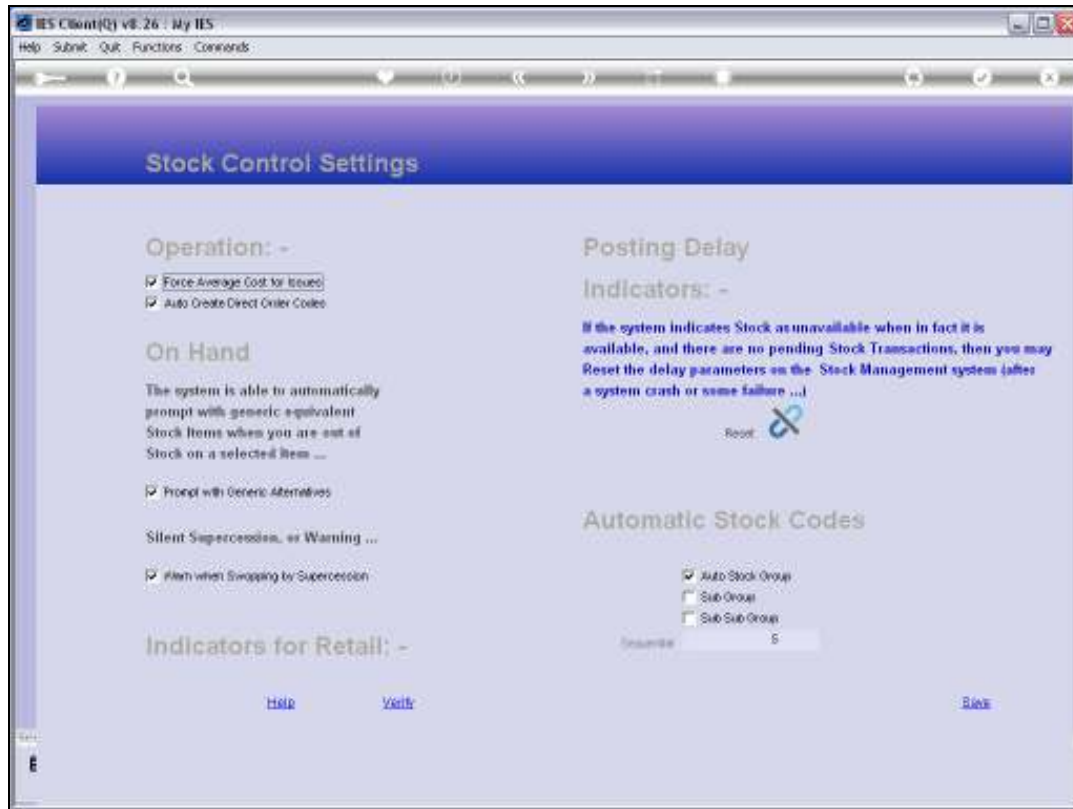 IES Client(Q) v8.26 : My IES
Help Submit Quit Functions Commands
Stock Control Settings
Operation: -
Force Average Cost for Issues
Auto Create Direct Order Codes
On Hand
The system is able to automatically
prompt with generic equivalent
Stock Items when you are out of
Stock on a selected Item ...
Prompt with Generic Alternatives
Silent Supercession, or Warning ...
Warn when Swapping by Supercession
Indicators for Retail: -
Help Verify
Posting Delay
Indicators: -
If the system indicates Stock as unavailable when in fact it is
available, and there are no pending Stock Transactions, then you may
Reset the delay parameters on the Stock Management system (after
a system crash or some failure ...)
Reset
Automatic Stock Codes
Auto Stock Group
Sub Group
Sub Sub Group
Sequential 5
Save